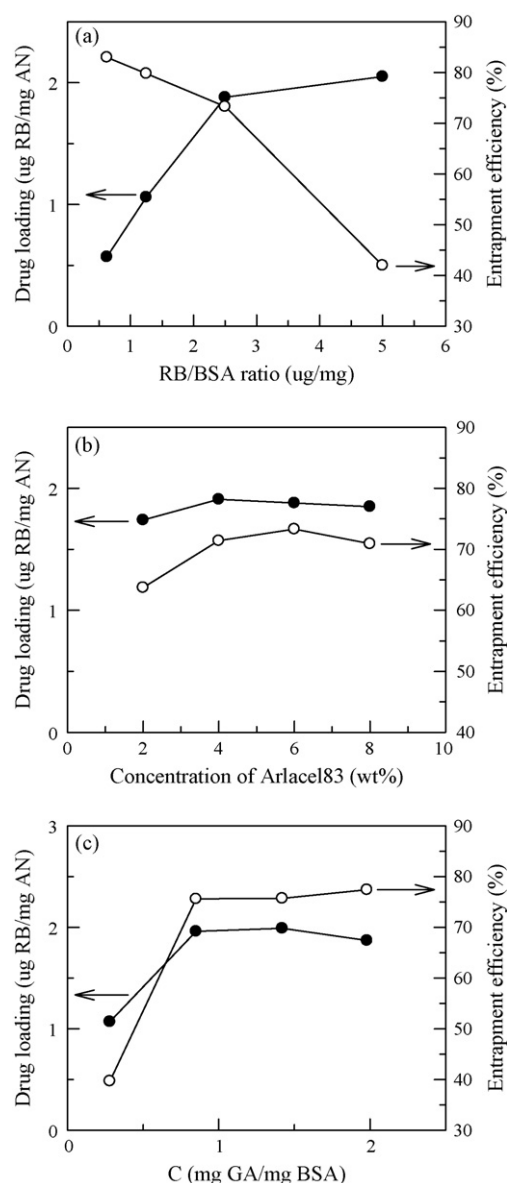 (a)
Drug loading (ug RB/mg AN)
2
1
0
90
80
70
60
50
40
30
Entrapment efficiency (%)
0 1 2 3 4 5 6
RB/BSA ratio (ug/mg)
(b)
Drug loading (ug RB/mg AN)
2
1
0
90
80
70
60
50
40
Entrapment efficiency (%)
0 2 4 6 8 10
Concentration of Arlacel83 (wt%)
(c)
Drug loading (ug RB/mg AN)
3
2
1
0
90
80
70
60
50
40
30
Entrapment efficiency (%)
0 1 2
C (mg GA/mg BSA)